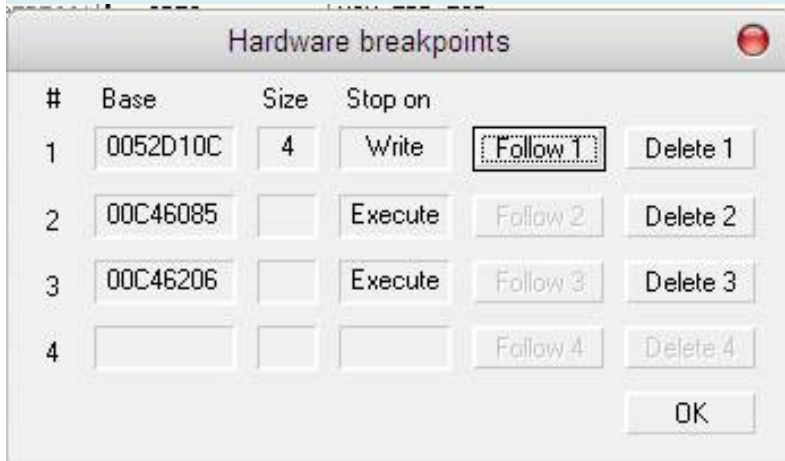 Hardware breakpoints
# Base Size Stop on
1 0052D10C 4 Write Follow 1 Delete 1
2 00C46085 Execute Follow 2 Delete 2
3 00C46206 Execute Follow 3 Delete 3
4 Follow 4 Delete 4
OK